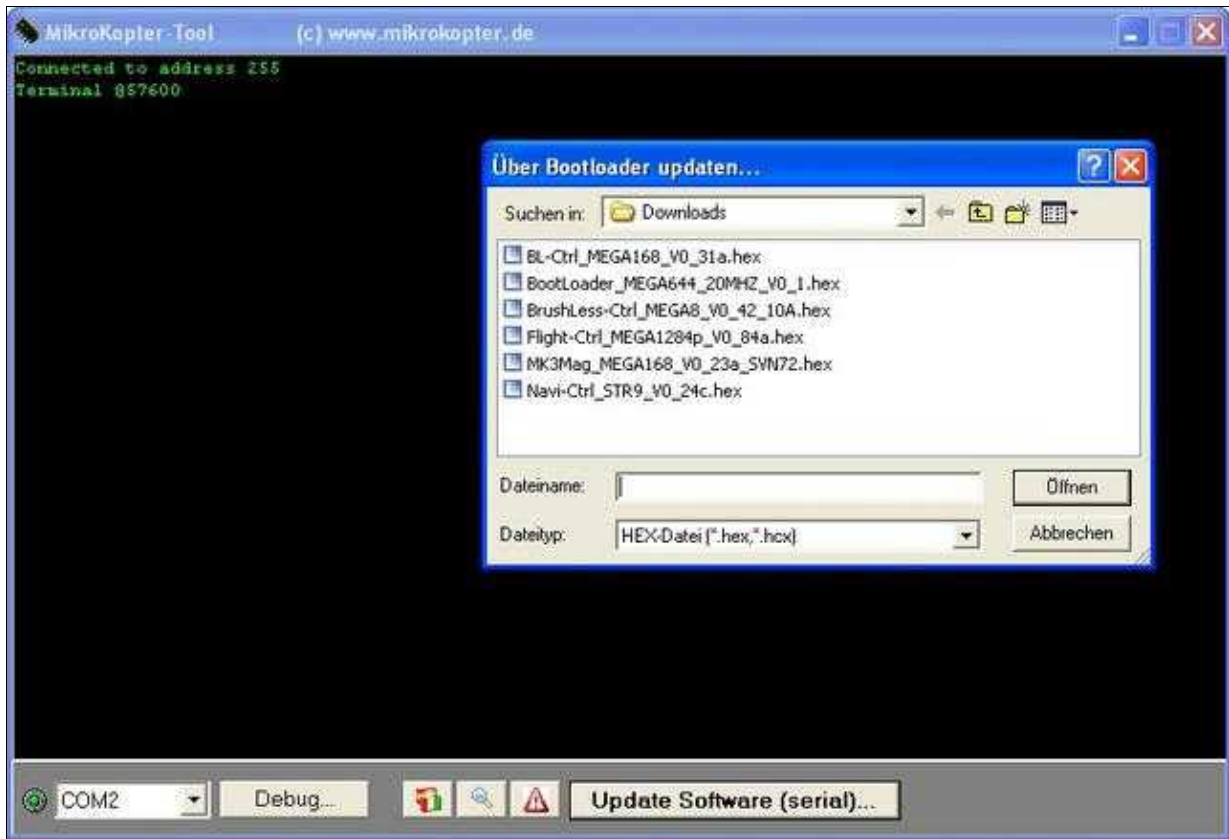 MikroKopter-Tool (c) www.mikrokopter.de
Connected to address 255
Terminal @57600
Über Bootloader updaten...
Suchen in: Downloads
BL-Ctrl_MEGA168_V0_31a.hex
BootLoader_MEGA644_20MHZ_V0_1.hex
BrushLess-Ctrl_MEGA8_V0_42_10A.hex
Flight-Ctrl_MEGA1284p_V0_84a.hex
MK3Mag_MEGA168_V0_23a_SVN72.hex
Navi-Ctrl_STR9_V0_24c.hex
Dateiname: Öffnen
Dateityp: HEX-Datei (*.hex,*.hcx) Abbrechen
COM2 Debug... Update Software (serial)...